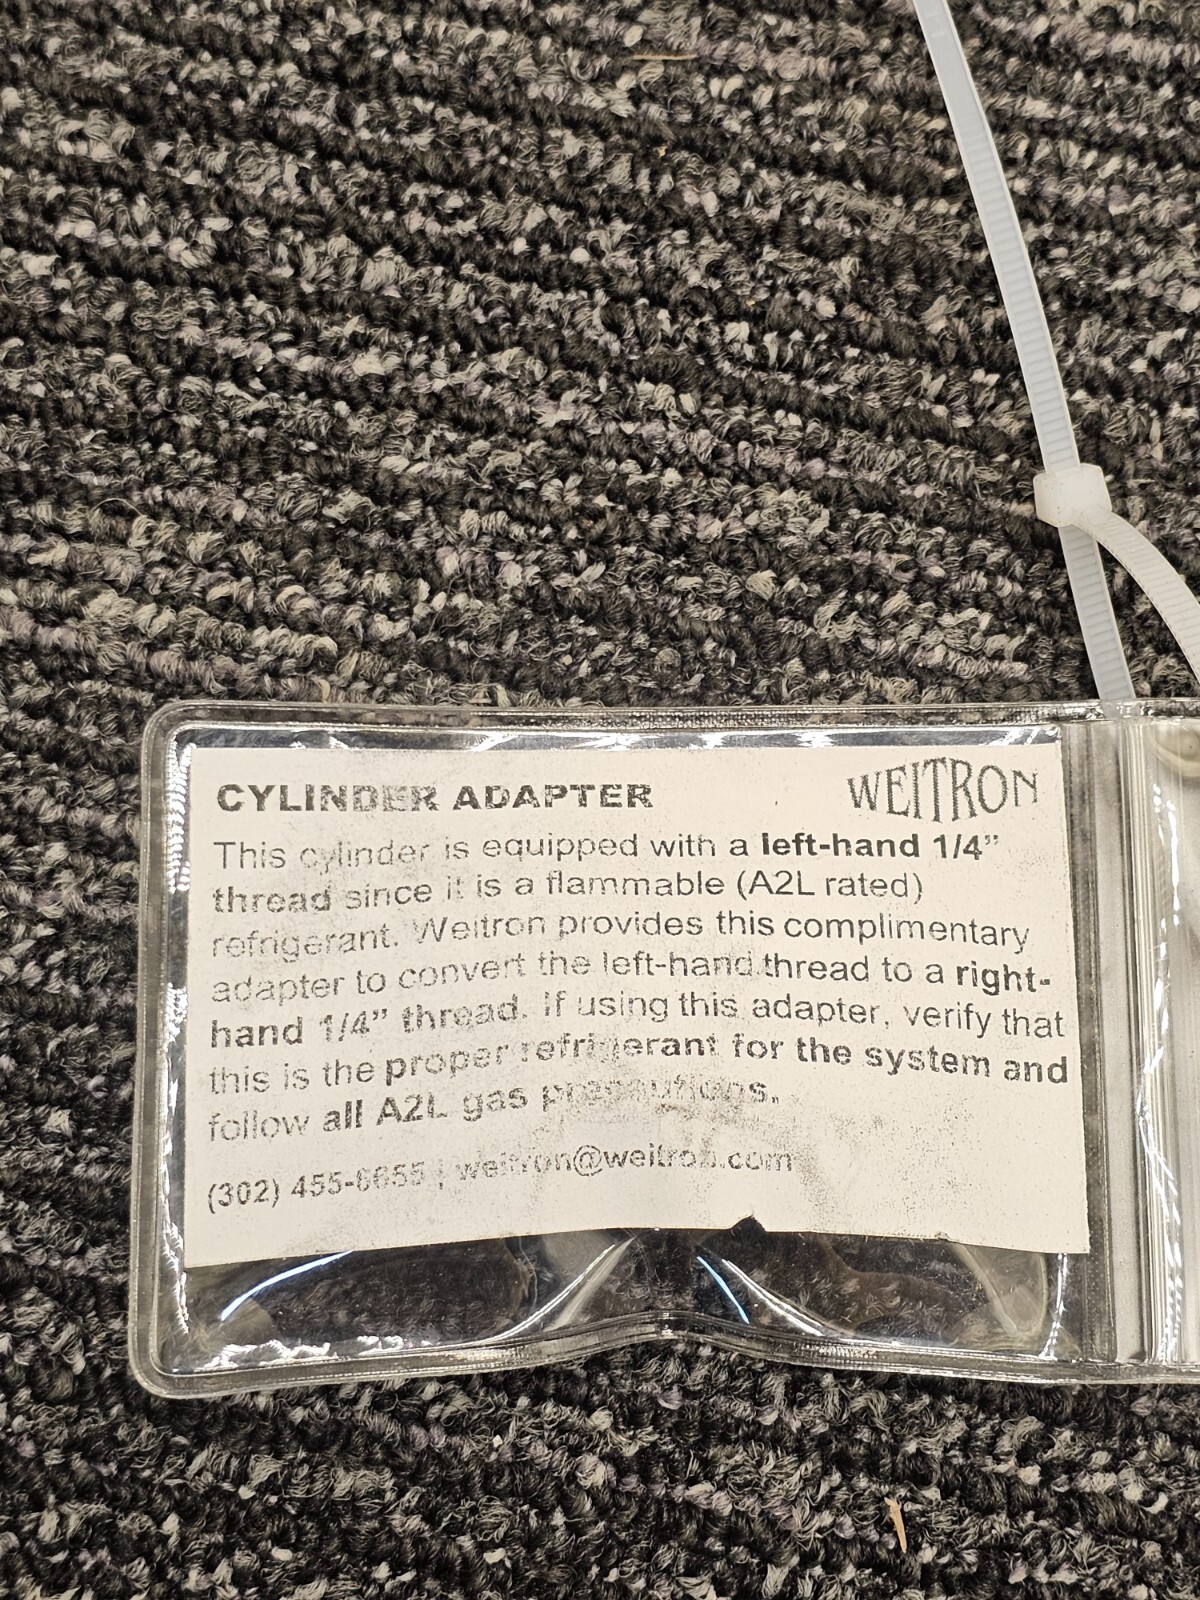 CYLINDER ADAPTER
WEITRON
This cylinder is equipped with a left-hand 1/4”
thread since it is a flammable (A2L rated)
refrigerant. Weitron provides this complimentary
adapter to convert the left-hand thread to a right-
hand 1/4” thread. If using this adapter, verify that
this is the proper refrigerant for the system and
follow all A2L gas precautions.
(302) 455-6655 | weitron@weitron.com